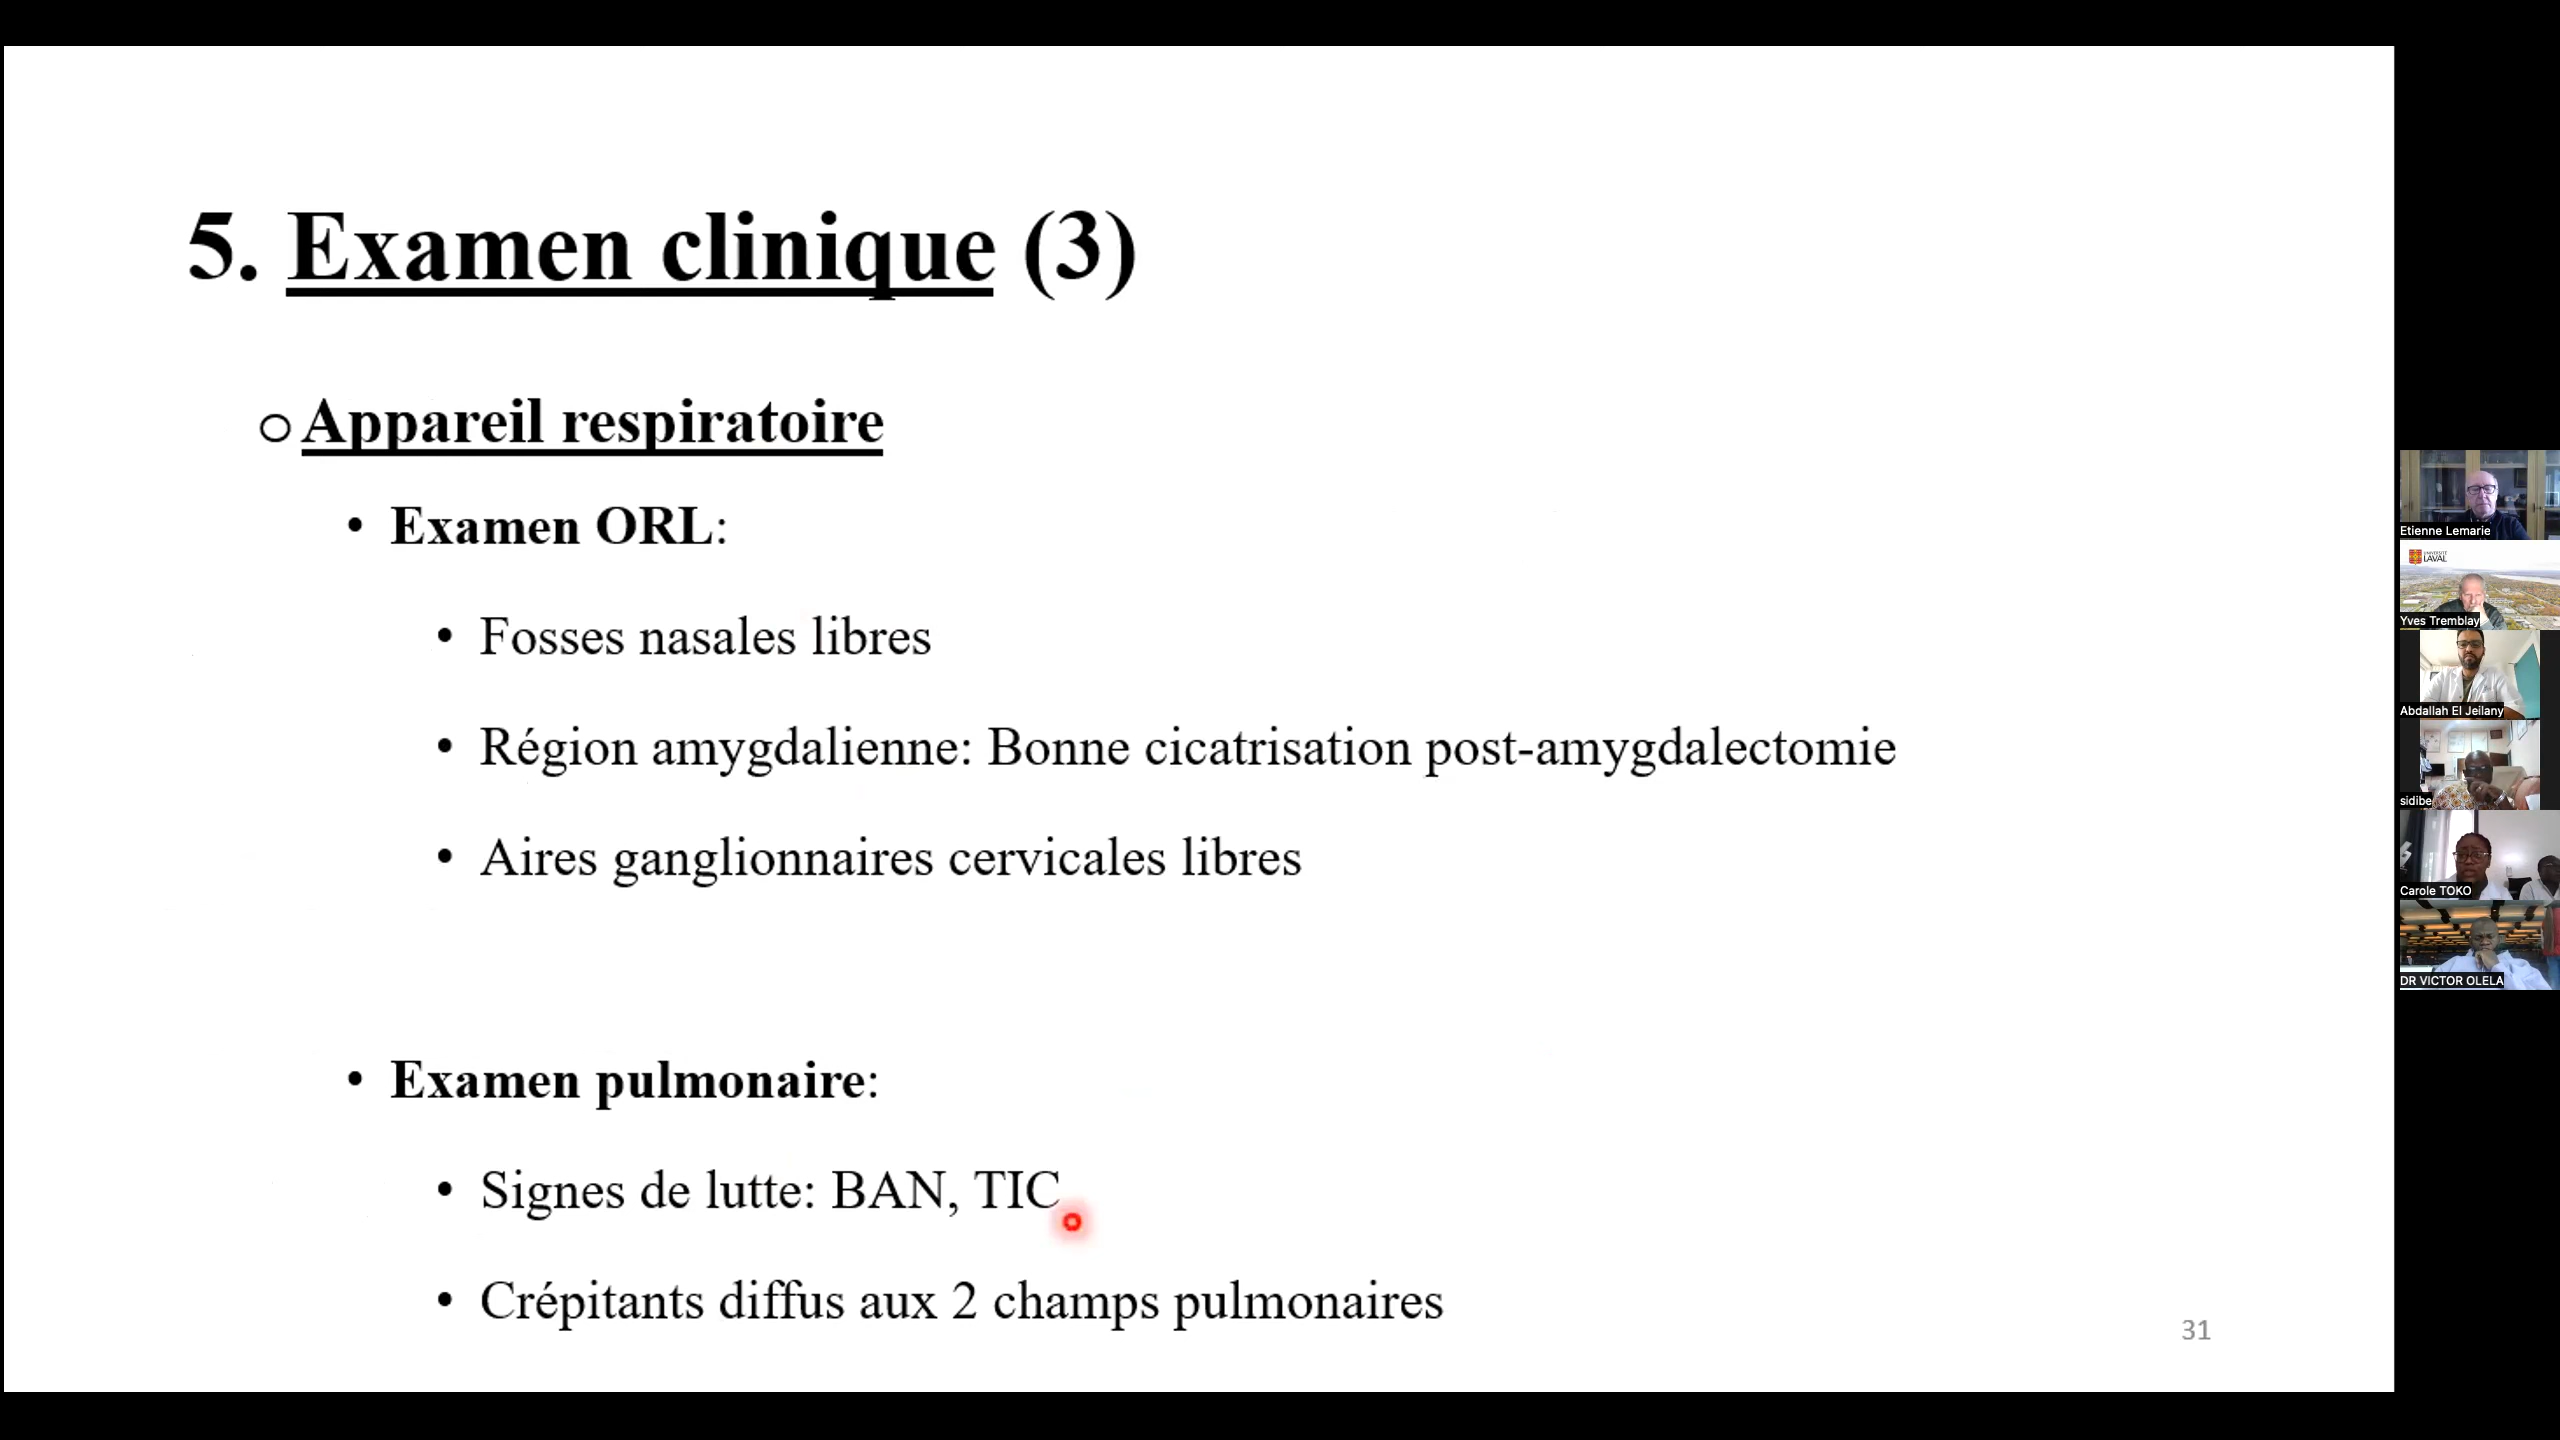 5. Examen clinique (3)
o Appareil respiratoire
• Examen ORL:
• Fosses nasales libres
• Région amygdalienne: Bonne cicatrisation post-amygdalectomie
• Aires ganglionnaires cervicales libres
• Examen pulmonaire:
• Signes de lutte: BAN, TIC
• Crépitants diffus aux 2 champs pulmonaires
31
Etienne Lemarie
UNIVERSITÉ
LAVAL
Yves Tremblay
Abdallah El Jeilany
sidibe
Carole TOKO
DR VICTOR OLELA